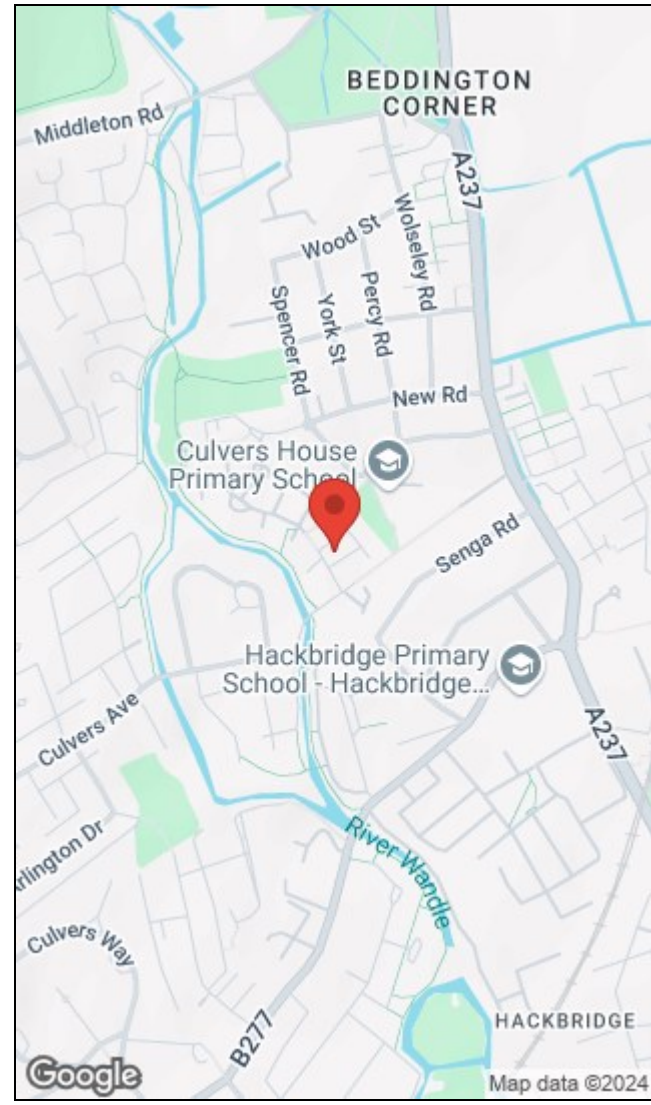 BEDDINGTON
CORNER
Middleton Rd
A237
Wolseley Rd
Wood St
Percy Rd
York St
Spencer Rd
New Rd
Culvers House
Primary School
Senga Rd
Hackbridge Primary
School - Hackbridge...
Culvers Ave
A237
Arlington Dr
River Wandle
Culvers Way
B277
HACKBRIDGE
Google
Map data ©2024